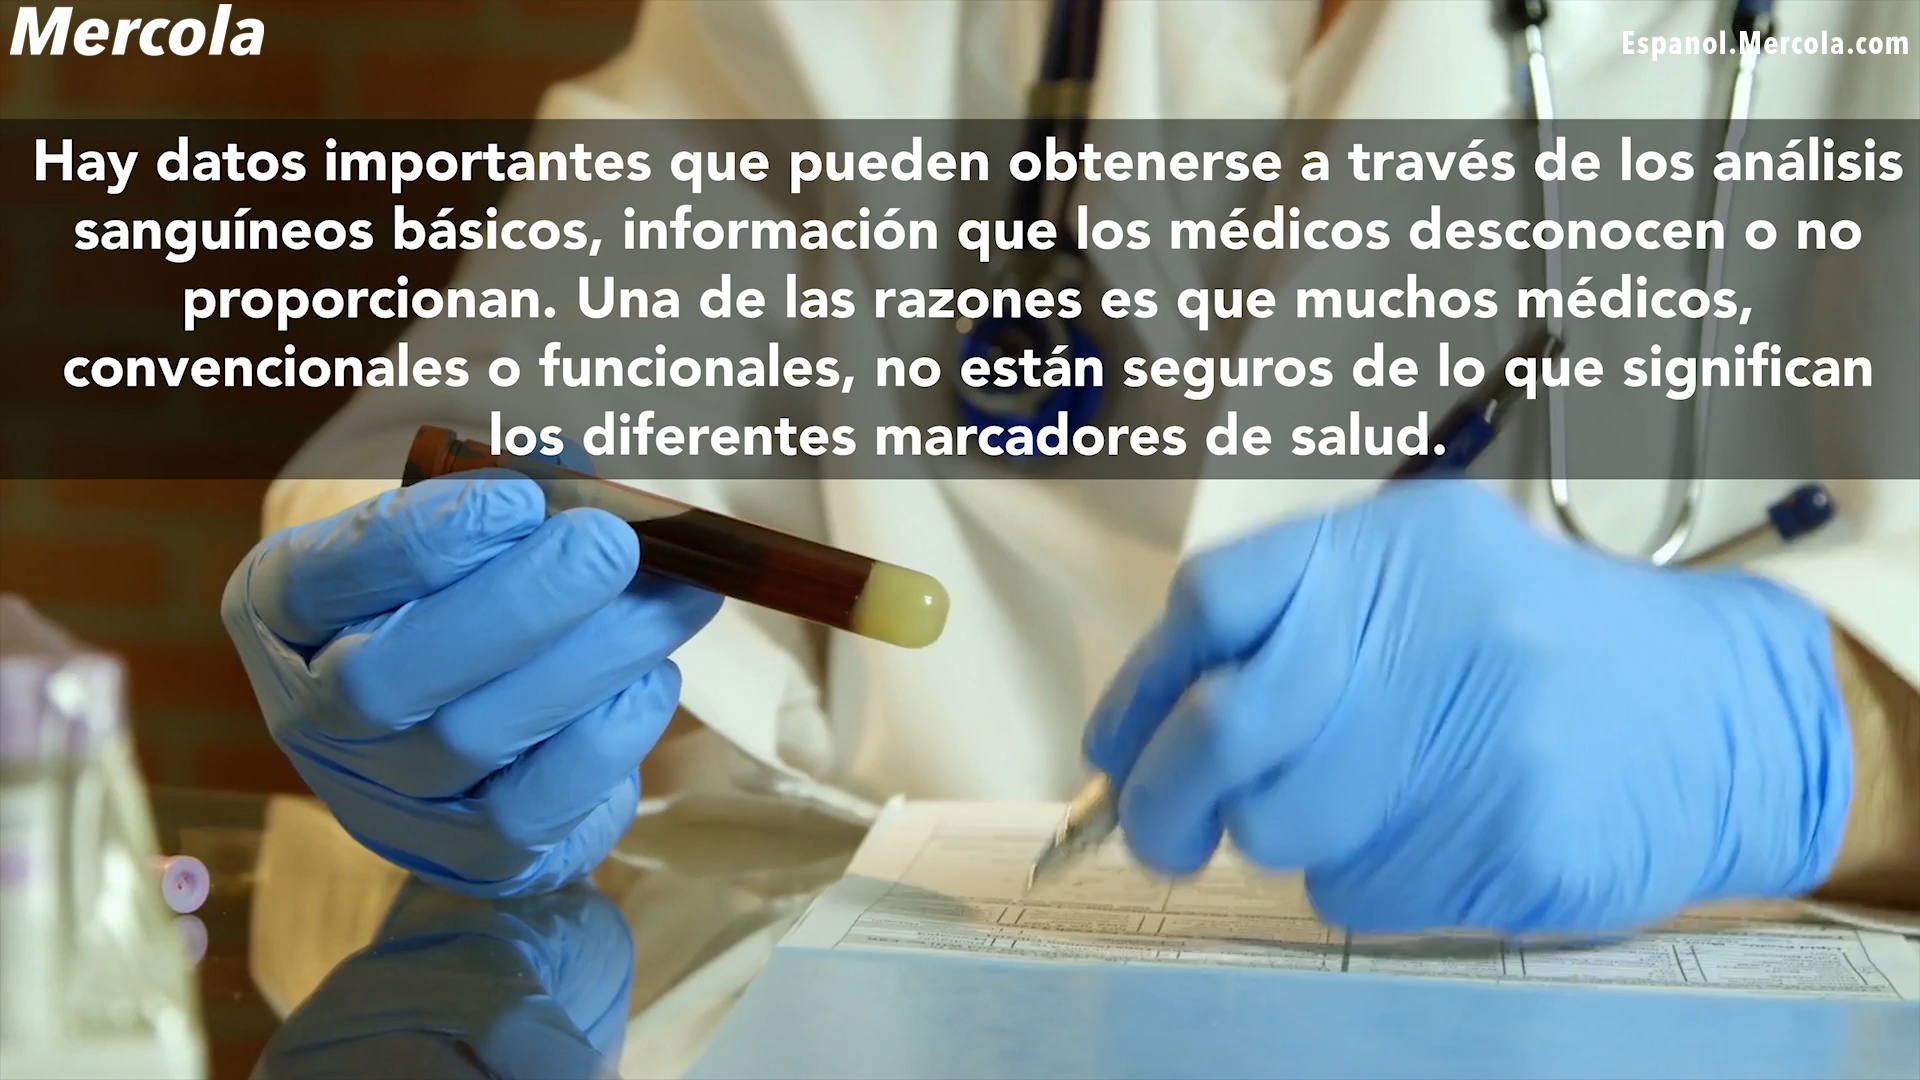 Mercola
Espanol.Mercola.com
Hay datos importantes que pueden obtenerse a través de los análisis
sanguíneos básicos, información que los médicos desconocen o no
proporcionan. Una de las razones es que muchos médicos,
convencionales o funcionales, no están seguros de lo que significan
los diferentes marcadores de salud.